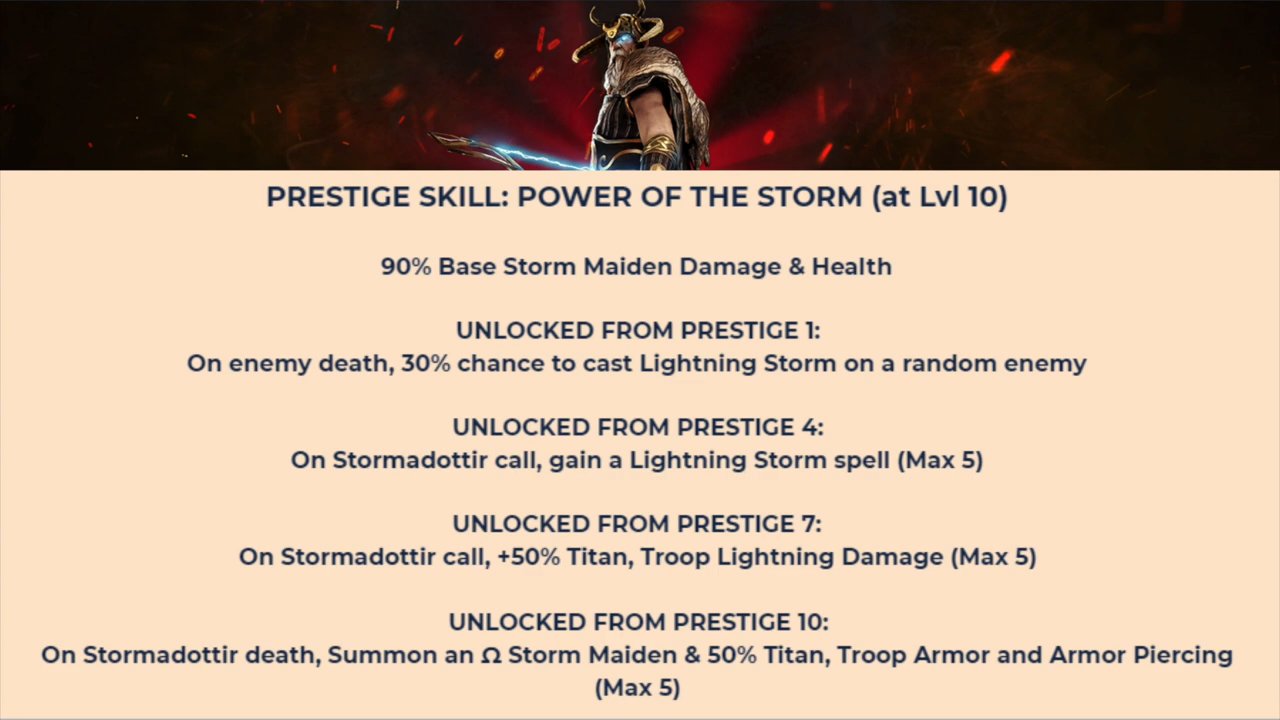 PRESTIGE SKILL: POWER OF THE STORM (at Lvl 10)
90% Base Storm Maiden Damage & Health
UNLOCKED FROM PRESTIGE 1:
On enemy death, 30% chance to cast Lightning Storm on a random enemy
UNLOCKED FROM PRESTIGE 4:
On Stormadottir call, gain a Lightning Storm spell (Max 5)
UNLOCKED FROM PRESTIGE 7:
On Stormadottir call, +50% Titan, Troop Lightning Damage (Max 5)
UNLOCKED FROM PRESTIGE 10:
On Stormadottir death, Summon an Ω Storm Maiden & 50% Titan, Troop Armor and Armor Piercing
(Max 5)